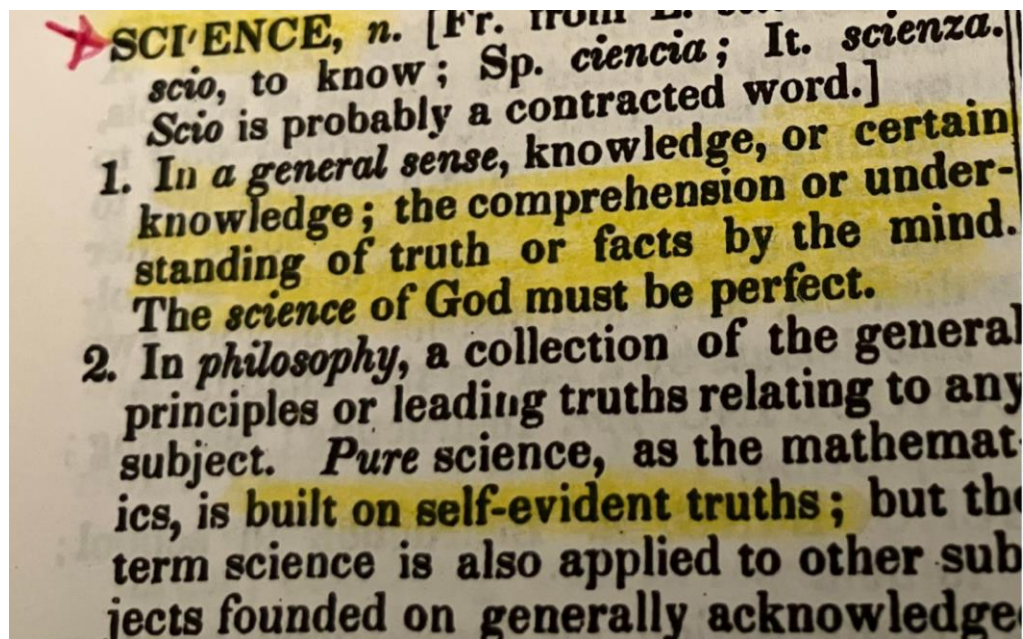 SCI'ENCE, n. [Fr. from L.
scio, to know; Sp. ciencia; It. scienza.
Scio is probably a contracted word.]
1. In a general sense, knowledge, or certain
knowledge; the comprehension or under-
standing of truth or facts by the mind.
The science of God must be perfect.
2. In philosophy, a collection of the general
principles or leading truths relating to any
subject. Pure science, as the mathemat
ics, is built on self-evident truths; but the
term science is also applied to other sub
jects founded on generally acknowledge